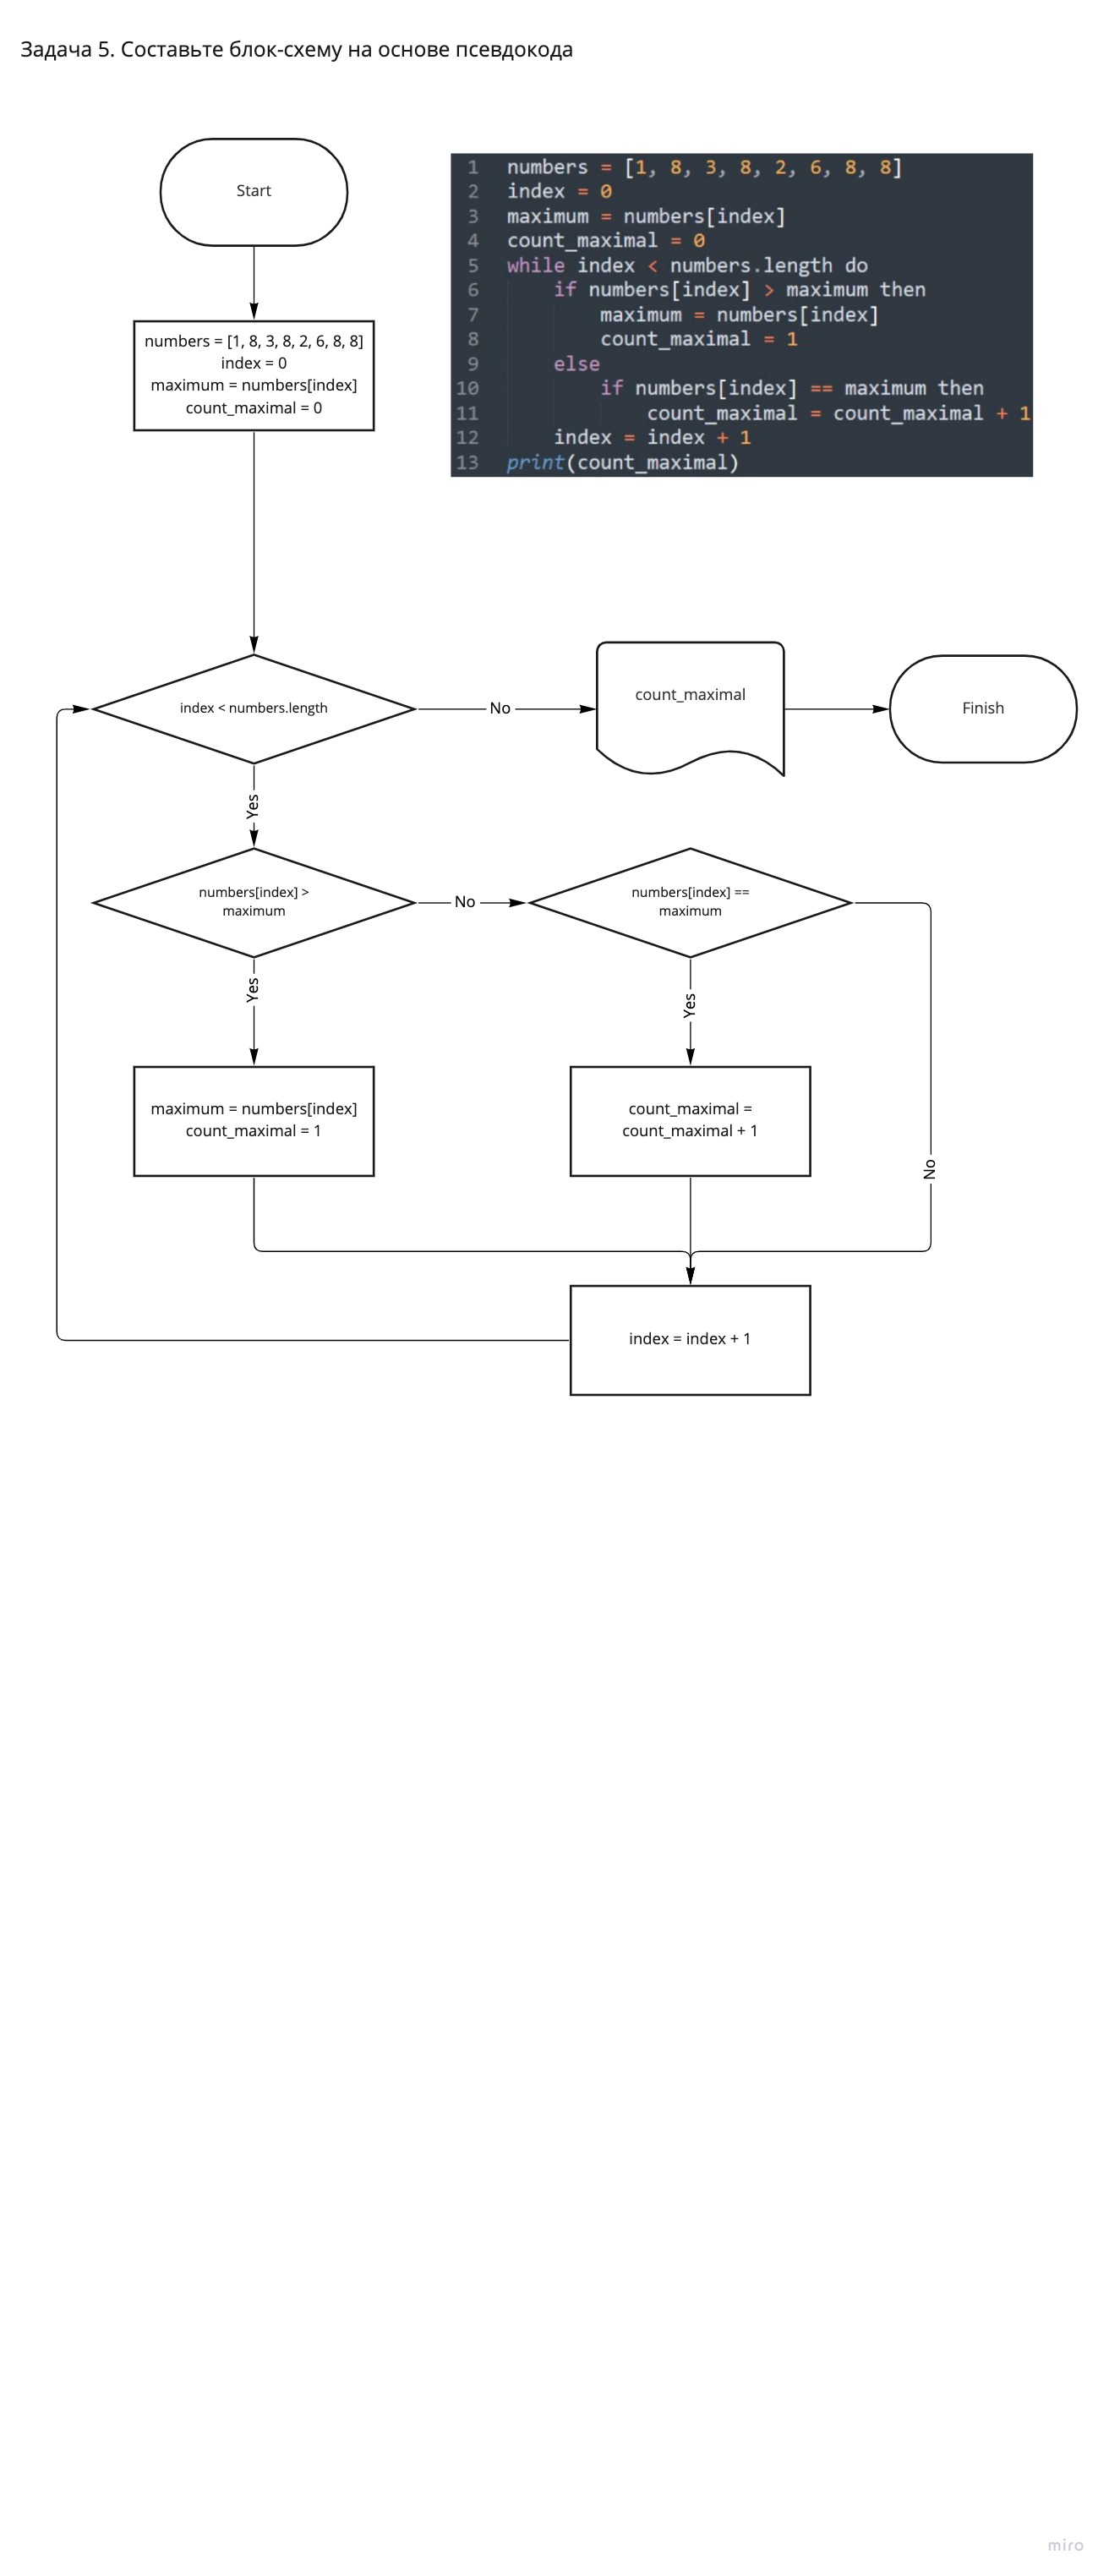 Задача 5. Составьте блок-схему на основе псевдокода
Start
1 numbers = [1, 8, 3, 8, 2, 6, 8, 8]
2 index = 0
3 maximum = numbers[index]
4 count_maximal = 0
5 while index < numbers.length do
6 if numbers[index] > maximum then
7 maximum = numbers[index]
8 count_maximal = 1
9 else
10 if numbers[index] == maximum then
11 count_maximal = count_maximal + 1
12 index = index + 1
13 print(count_maximal)
numbers = [1, 8, 3, 8, 2, 6, 8, 8]
index = 0
maximum = numbers[index]
count_maximal = 0
index < numbers.length
No
count_maximal
Finish
Yes
numbers[index] >
maximum
No
numbers[index] ==
maximum
Yes
Yes
maximum = numbers[index]
count_maximal = 1
count_maximal =
count_maximal + 1
No
index = index + 1
miro